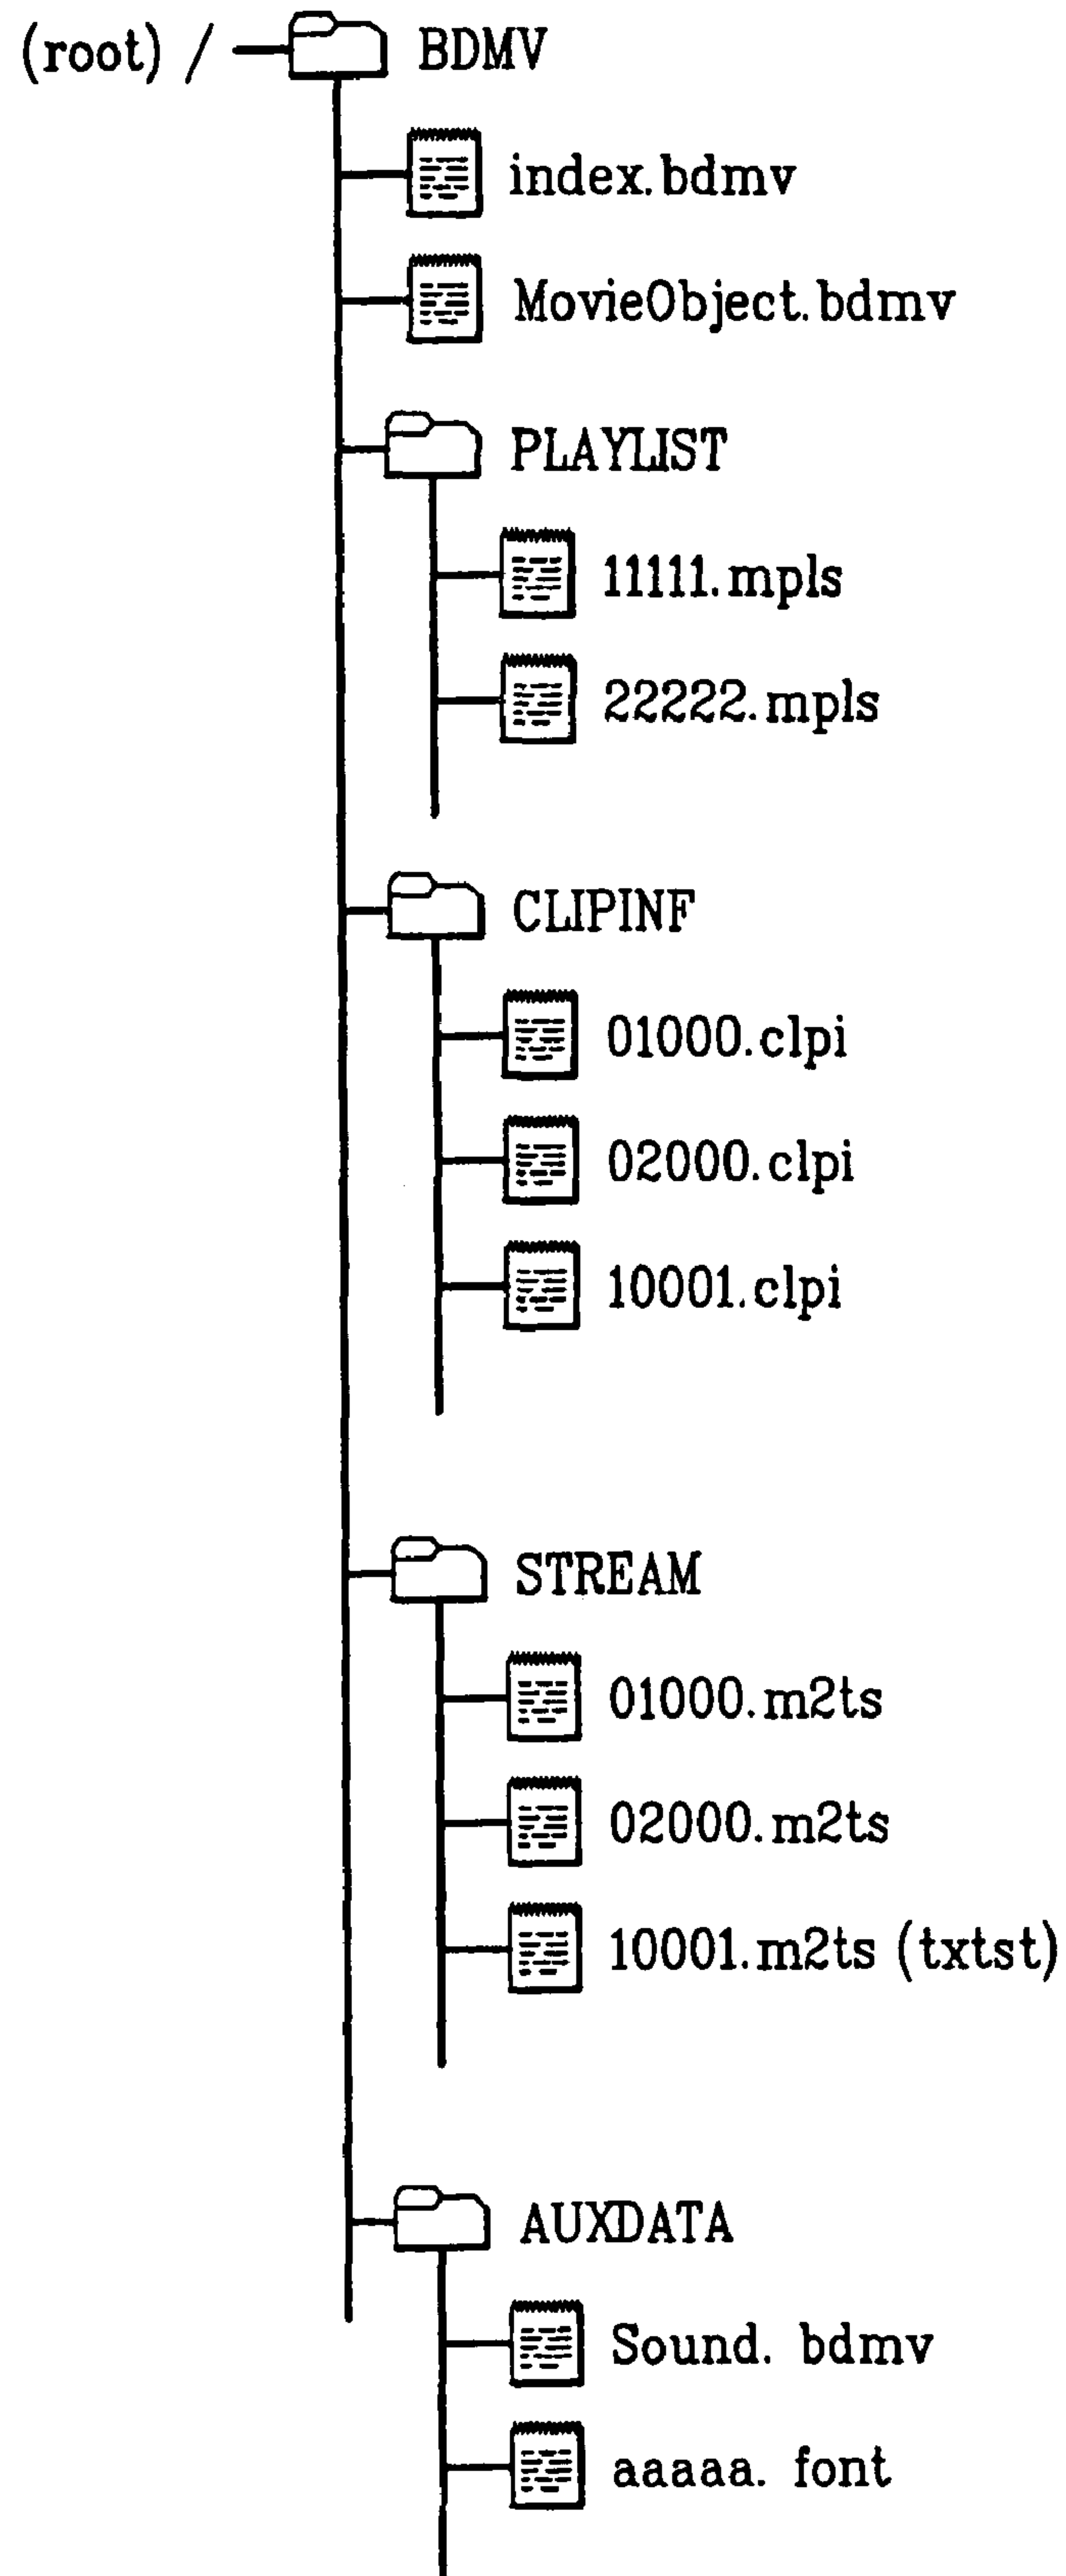 (root) / BDMV
index.bdmv
MovieObject.bdmv
PLAYLIST
11111.mpls
22222.mpls
CLIPINF
01000.clpi
02000.clpi
10001.clpi
STREAM
01000.m2ts
02000.m2ts
10001.m2ts (txtst)
AUXDATA
Sound. bdmv
aaaaa. font